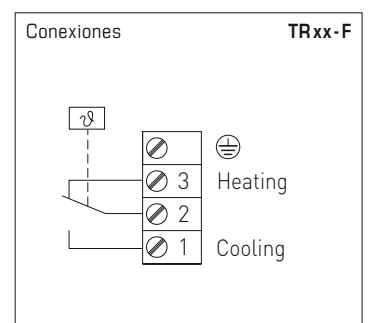 Conexiones TRxx-F
ϑ
3 Heating
2
1 Cooling